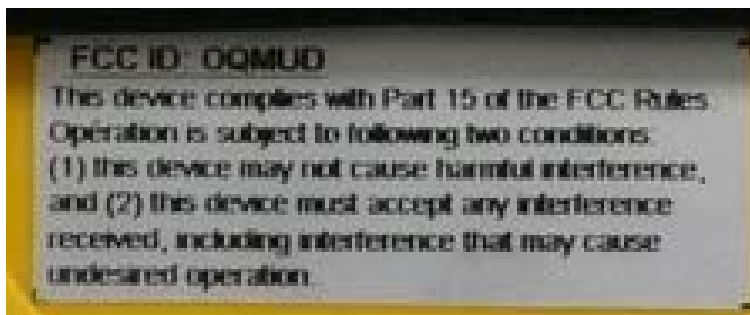 FCC ID: OQMUD
This device complies with Part 15 of the FCC Rules.
Operation is subject to following two conditions
(1) this device may not cause harmful interference,
and (2) this device must accept any interference
received, including interference that may cause
undesired operation.